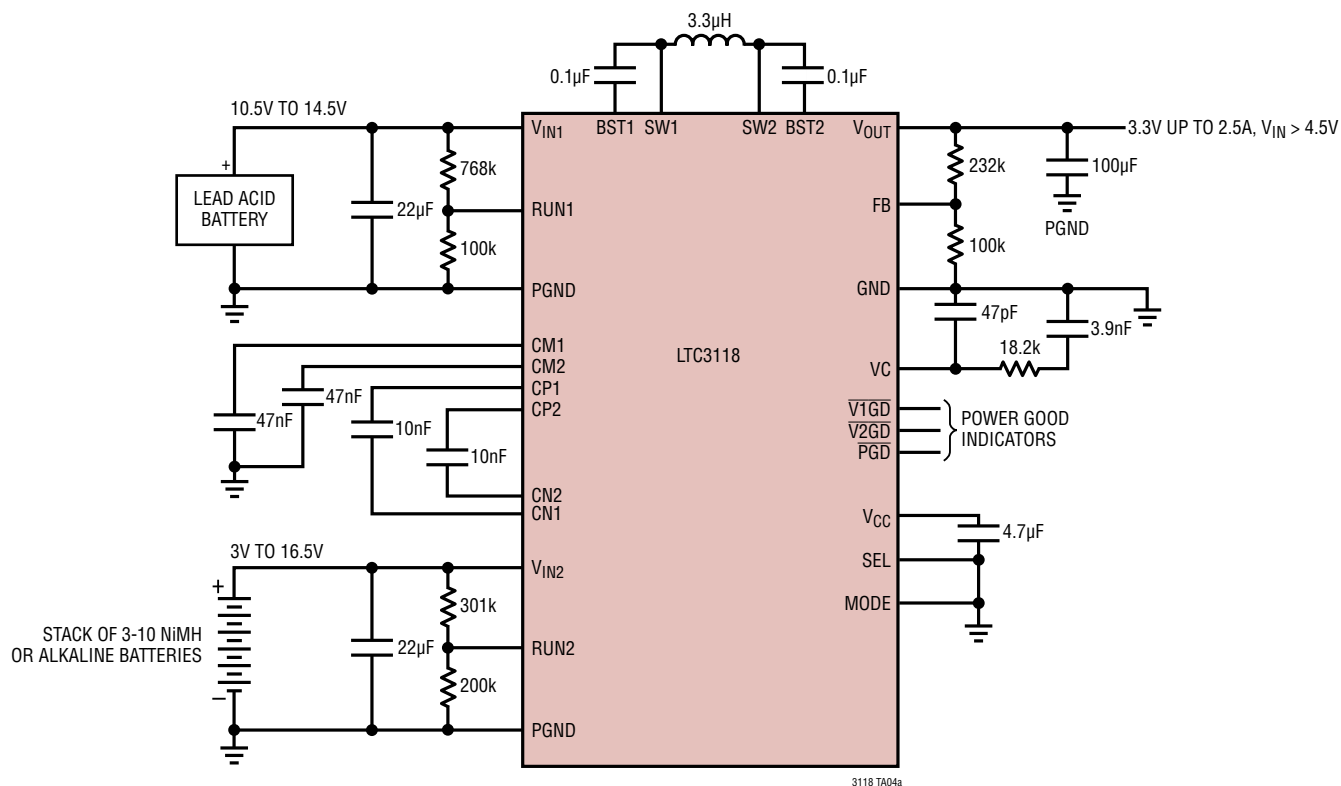 3.3µH
0.1µF
0.1µF
10.5V TO 14.5V
BST1 SW1 SW2 BST2
VIN1
VOUT
3.3V UP TO 2.5A, VIN > 4.5V
+
LEAD ACID
BATTERY
22µF
768k
RUN1
100k
PGND
232k
100µF
PGND
FB
100k
GND
47pF
3.9nF
18.2k
VC
LTC3118
CM1
CM2
CP1
CP2
47nF
47nF
10nF
10nF
CN2
CN1
V1GD
V2GD
PGD
POWER GOOD
INDICATORS
VCC
4.7µF
SEL
MODE
3V TO 16.5V
VIN2
+
STACK OF 3-10 NiMH
OR ALKALINE BATTERIES
–
22µF
301k
RUN2
200k
PGND
3118 TA04a